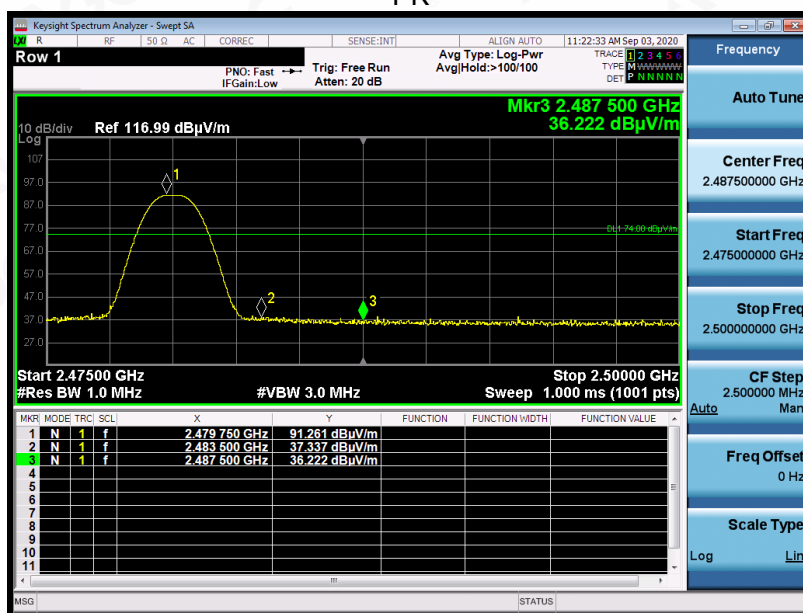 PK
Keysight Spectrum Analyzer - Swept SA
LXI R RF 50 Ω AC CORREC SENSE:INT ALIGN AUTO 11:22:33 AM Sep 03, 2020
Row 1
PNO: Fast
IFGain:Low
Trig: Free Run
Atten: 20 dB
Avg Type: Log-Pwr
Avg|Hold:>100/100
TRACE 1 2 3 4 5 6
TYPE M WWWWW
DET P N N N N N
Mkr3 2.487 500 GHz
36.222 dBµV/m
10 dB/div Ref 116.99 dBµV/m
Log
107
97.0
87.0
77.0
67.0
57.0
47.0
37.0
27.0
1
2
3
DL1 74.00 dBµV/m
Start 2.47500 GHz Stop 2.50000 GHz
#Res BW 1.0 MHz #VBW 3.0 MHz Sweep 1.000 ms (1001 pts)
MKR MODE TRC SCL X Y FUNCTION FUNCTION WIDTH FUNCTION VALUE
1 N 1 f 2.479 750 GHz 91.261 dBµV/m
2 N 1 f 2.483 500 GHz 37.337 dBµV/m
3 N 1 f 2.487 500 GHz 36.222 dBµV/m
4
5
6
7
8
9
10
11
MSG STATUS
Frequency
Auto Tune
Center Freq
2.487500000 GHz
Start Freq
2.475000000 GHz
Stop Freq
2.500000000 GHz
CF Step
2.500000 MHz
Auto Man
Freq Offset
0 Hz
Scale Type
Log Lin